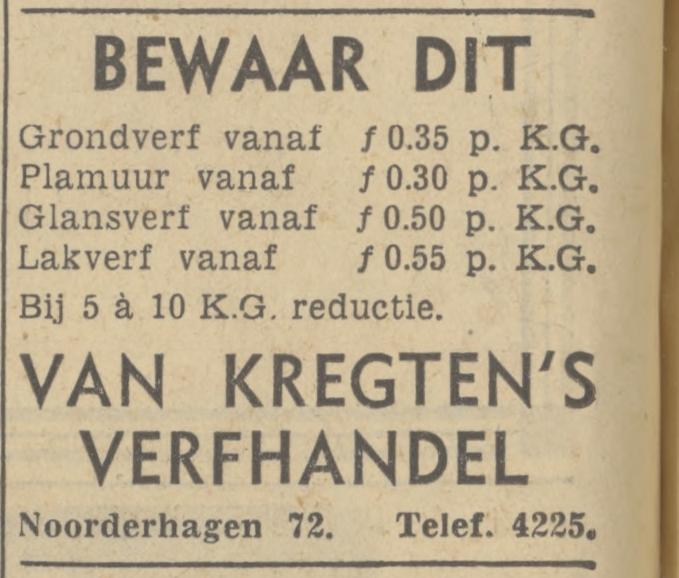 BEWAAR DIT
Grondverf vanaf ƒ 0.35 p. K.G.
Plamuur vanaf ƒ 0.30 p. K.G.
Glansverf vanaf ƒ 0.50 p. K.G.
Lakverf vanaf ƒ 0.55 p. K.G.
Bij 5 à 10 K.G. reductie.
VAN KREGTEN'S
VERFHANDEL
Noorderhagen 72. Telef. 4225.